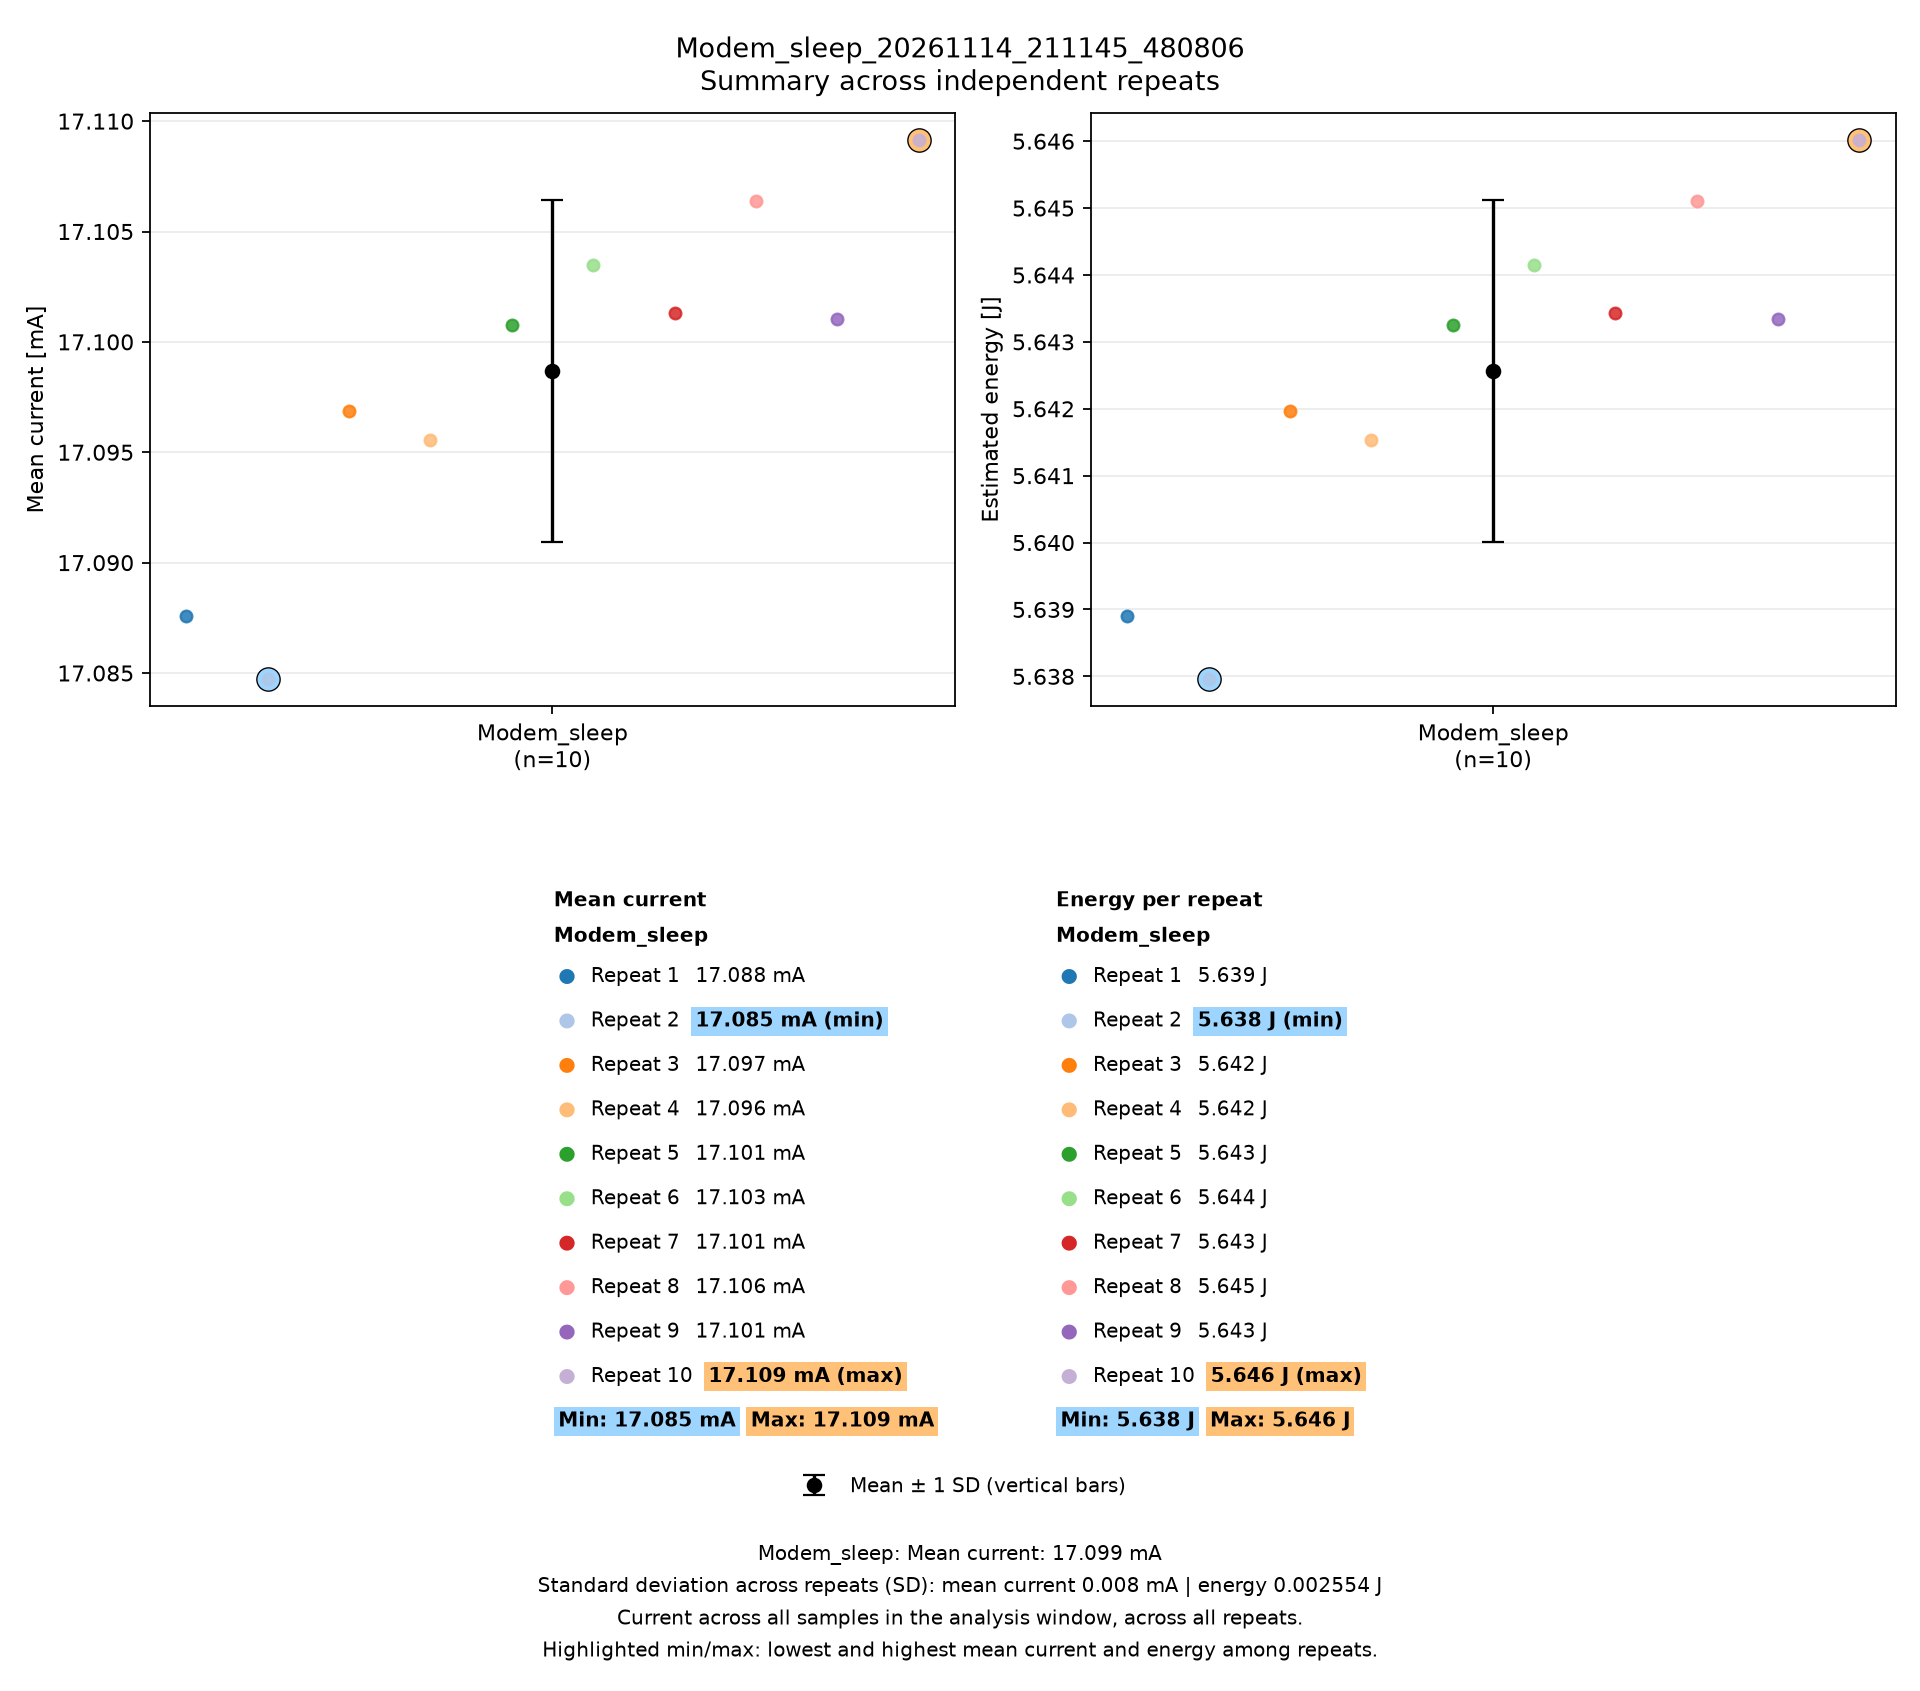 Modem_sleep_20261114_211145_480806
Summary across independent repeats
17.110
17.105
17.100
17.095
17.090
17.085
Mean current [mA]
Modem_sleep
(n=10)
5.646
5.645
5.644
5.643
5.642
5.641
5.640
5.639
5.638
Estimated energy [J]
Modem_sleep
(n=10)
Mean current
Modem_sleep
Repeat 1 17.088 mA
Repeat 2 17.085 mA (min)
Repeat 3 17.097 mA
Repeat 4 17.096 mA
Repeat 5 17.101 mA
Repeat 6 17.103 mA
Repeat 7 17.101 mA
Repeat 8 17.106 mA
Repeat 9 17.101 mA
Repeat 10 17.109 mA (max)
Min: 17.085 mA Max: 17.109 mA
Energy per repeat
Modem_sleep
Repeat 1 5.639 J
Repeat 2 5.638 J (min)
Repeat 3 5.642 J
Repeat 4 5.642 J
Repeat 5 5.643 J
Repeat 6 5.644 J
Repeat 7 5.643 J
Repeat 8 5.645 J
Repeat 9 5.643 J
Repeat 10 5.646 J (max)
Min: 5.638 J Max: 5.646 J
Mean ± 1 SD (vertical bars)
Modem_sleep: Mean current: 17.099 mA
Standard deviation across repeats (SD): mean current 0.008 mA | energy 0.002554 J
Current across all samples in the analysis window, across all repeats.
Highlighted min/max: lowest and highest mean current and energy among repeats.